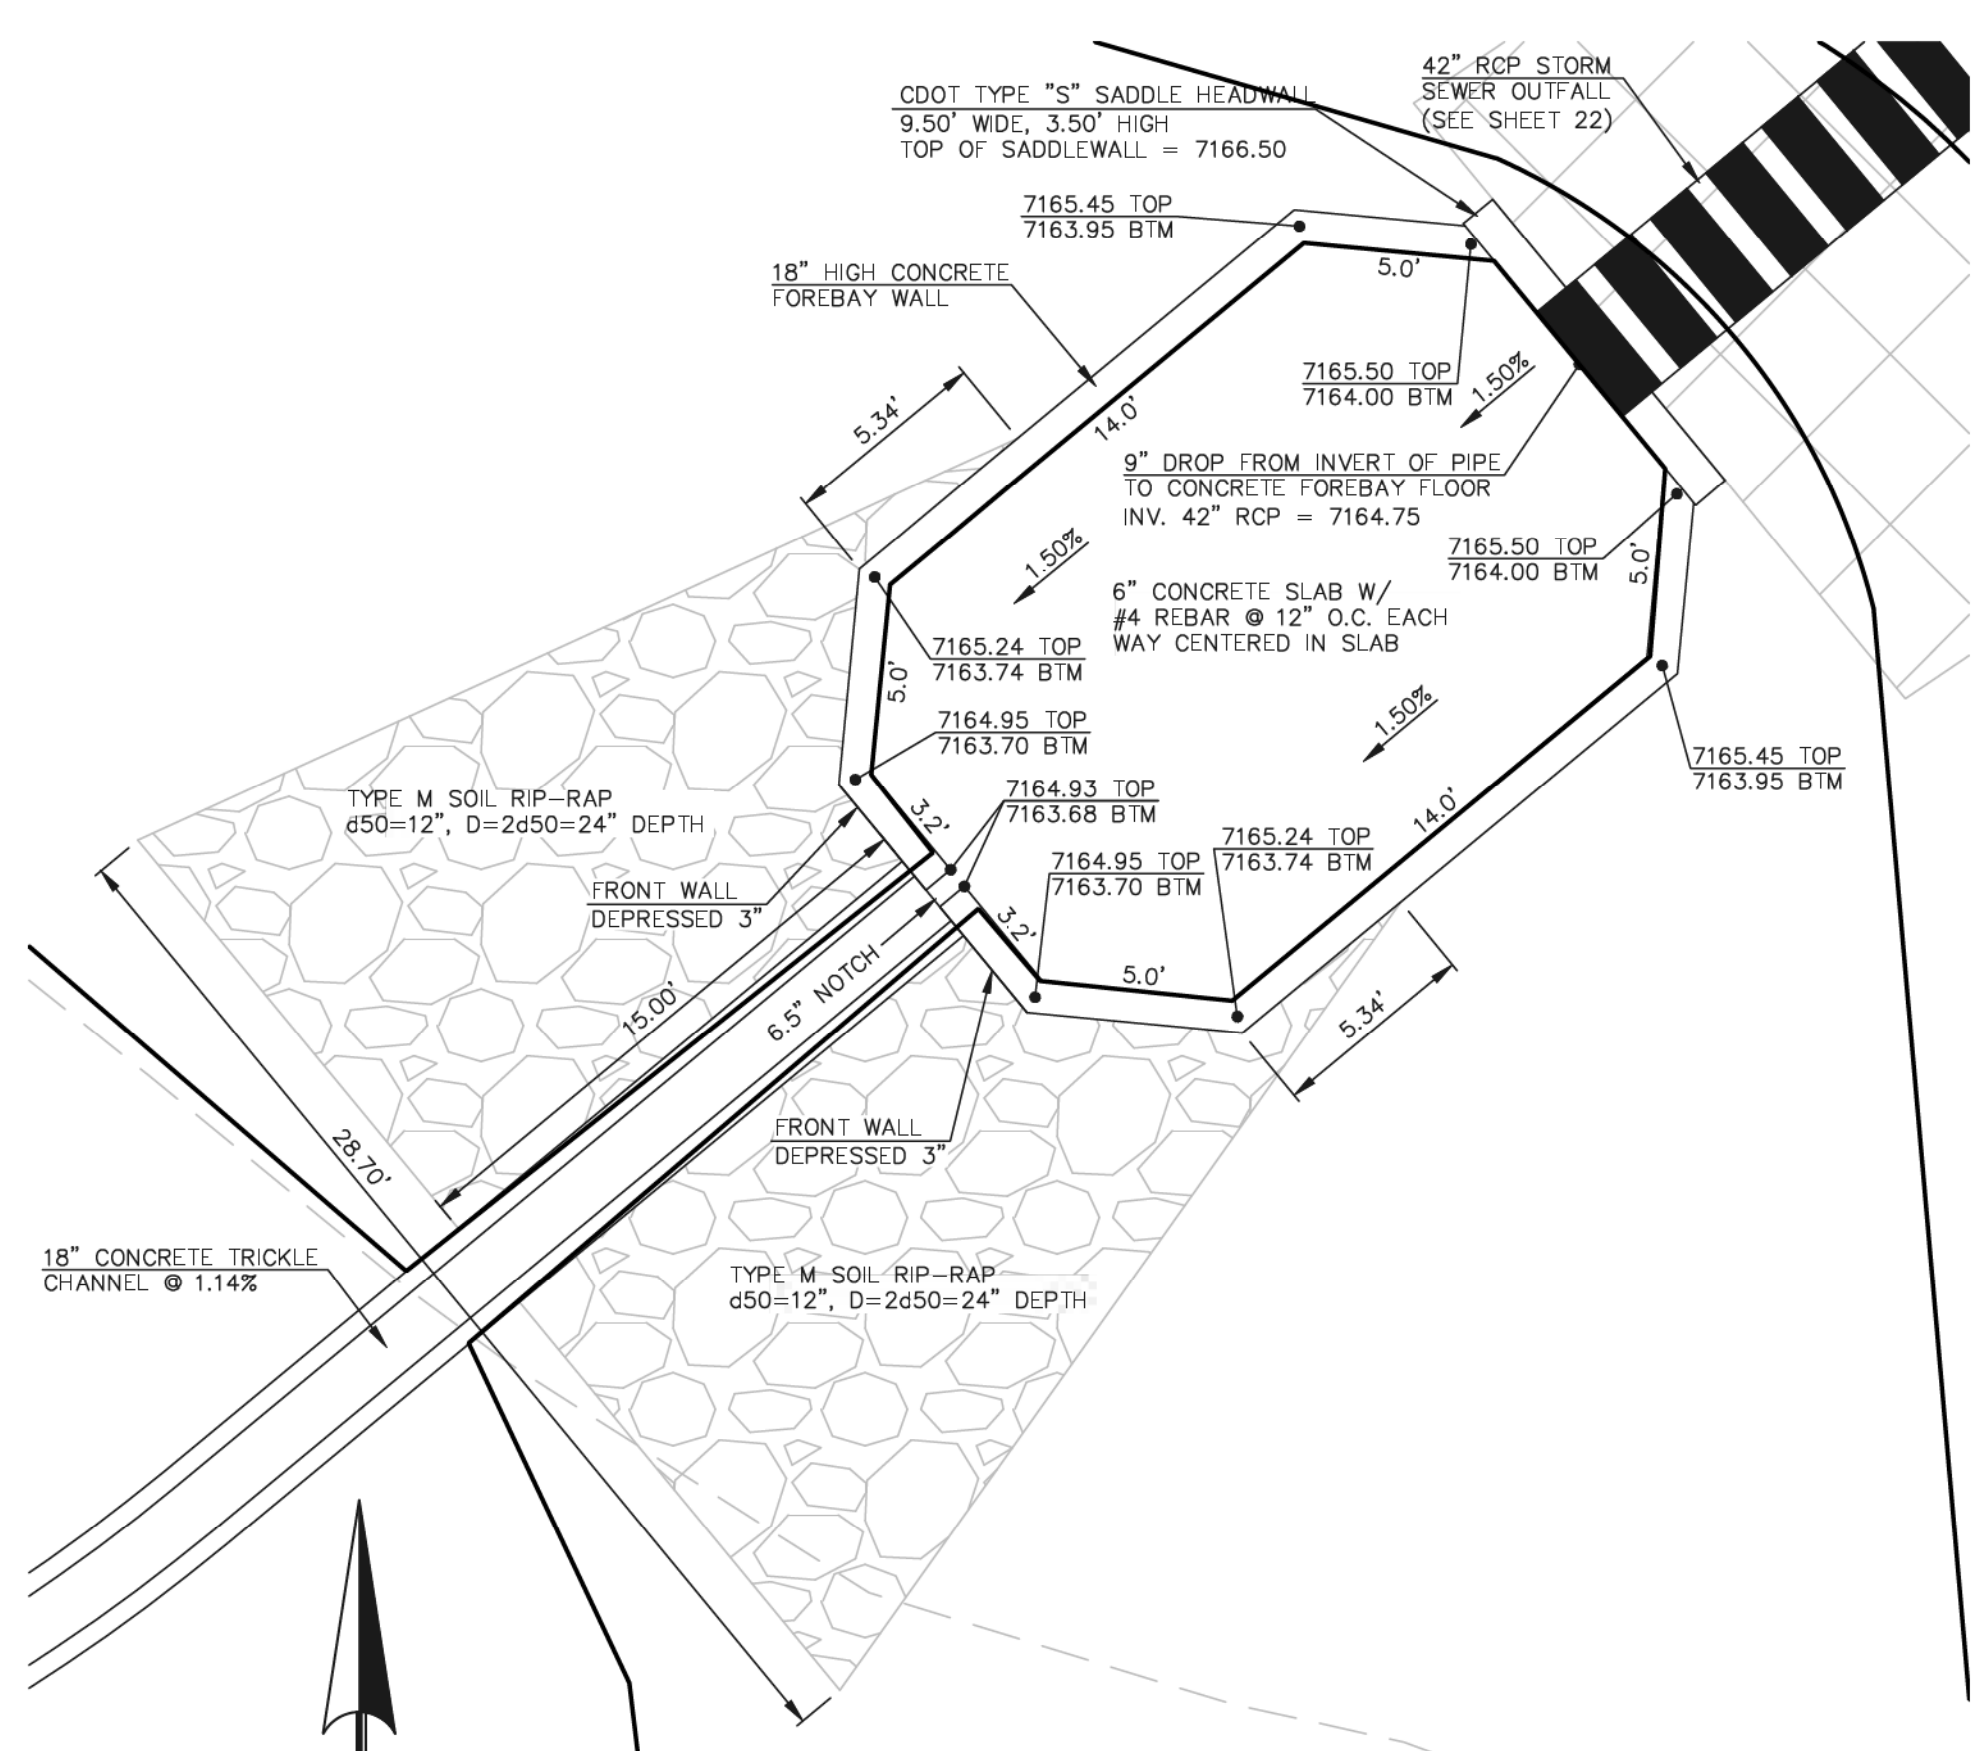 42" RCP STORM
SEWER OUTFALL
(SEE SHEET 22)
CDOT TYPE "S" SADDLE HEADWALL
9.50' WIDE, 3.50' HIGH
TOP OF SADDLEWALL = 7166.50
7165.45 TOP
7163.95 BTM
5.0'
18" HIGH CONCRETE
FOREBAY WALL
7165.50 TOP
7164.00 BTM
1.50%
5.34'
14.0'
9" DROP FROM INVERT OF PIPE
TO CONCRETE FOREBAY FLOOR
INV. 42" RCP = 7164.75
1.50%
7165.50 TOP
7164.00 BTM
5.0'
6" CONCRETE SLAB W/
#4 REBAR @ 12" O.C. EACH
WAY CENTERED IN SLAB
7165.24 TOP
7163.74 BTM
5.0'
7164.95 TOP
7163.70 BTM
1.50%
7165.45 TOP
7163.95 BTM
TYPE M SOIL RIP-RAP
d50=12", D=2d50=24" DEPTH
3.2'
7164.93 TOP
7163.68 BTM
14.0'
7165.24 TOP
7163.74 BTM
7164.95 TOP
7163.70 BTM
FRONT WALL
DEPRESSED 3"
3.2'
5.0'
15.00'
6.5" NOTCH
5.34'
FRONT WALL
DEPRESSED 3"
28.70'
18" CONCRETE TRICKLE
CHANNEL @ 1.14%
TYPE M SOIL RIP-RAP
d50=12", D=2d50=24" DEPTH